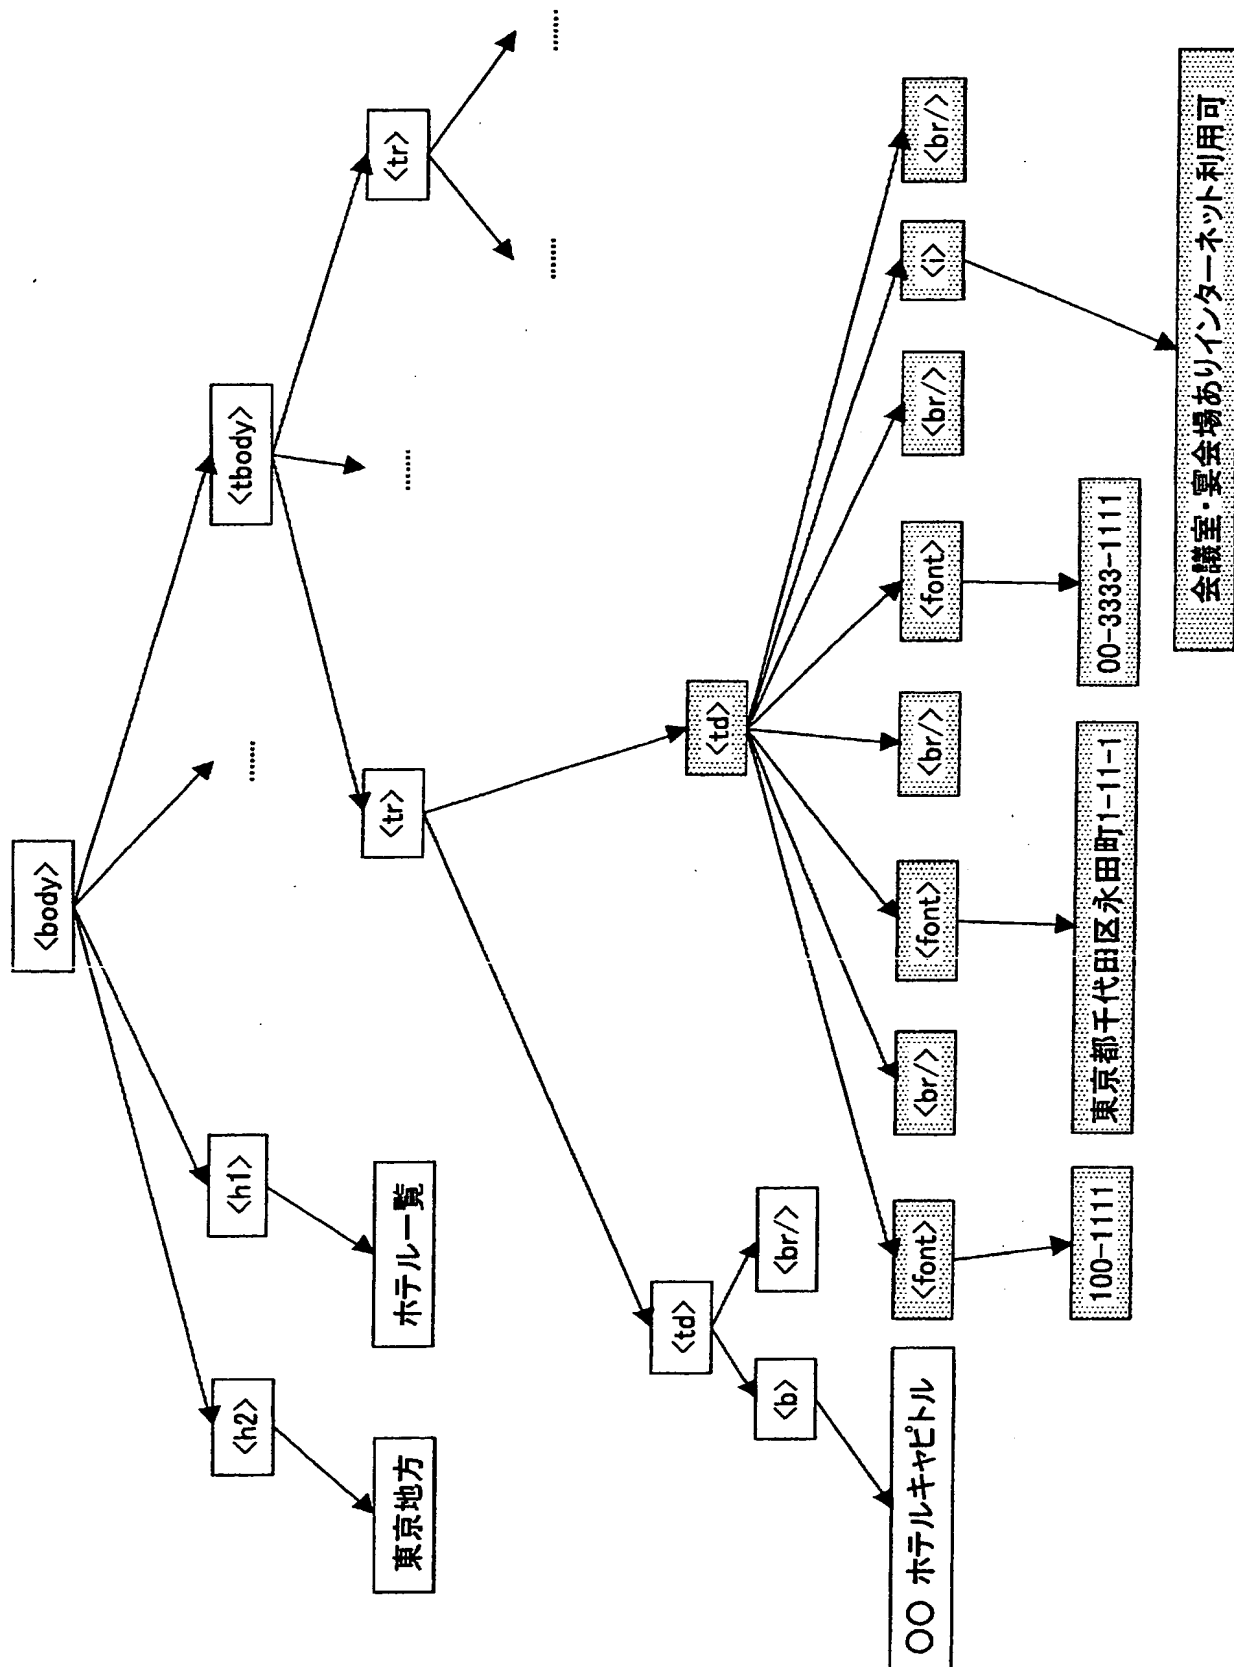 <body>
<h2>
<h1>
.......
<tbody>
東京地方
ホテル一覧
<tr>
.......
<tr>
<td>
<td>
.......
.......
<b>
<br/>
〇〇 ホテルキャピトル
<font>
<br/>
<font>
<br/>
<font>
<br/>
<i>
<br/>
100-1111
東京都千代田区永田町1-11-1
00-3333-1111
会議室・宴会場ありインターネット利用可